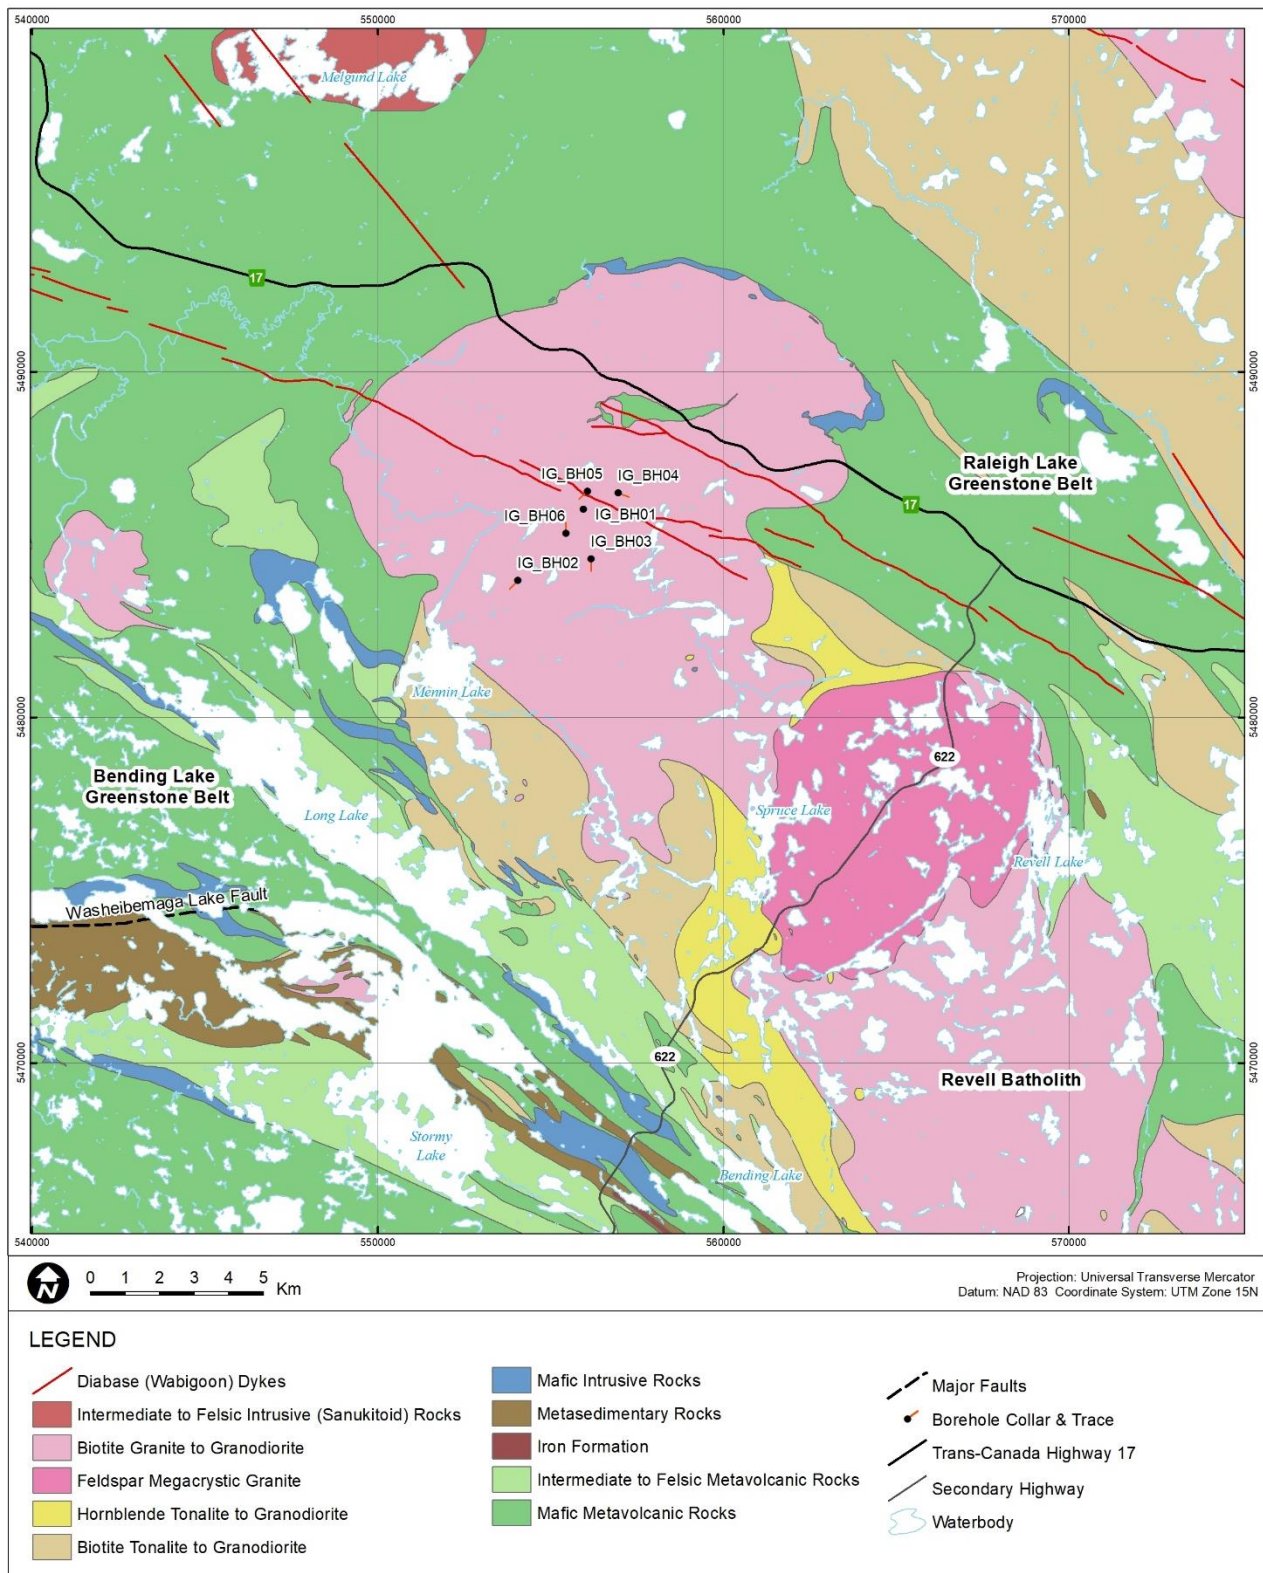 540000
550000
560000
570000
Melgund Lake
17
5490000
5490000
IG_BH05
IG_BH04
Raleigh Lake
Greenstone Belt
17
IG_BH06
IG_BH01
IG_BH03
IG_BH02
Mennin Lake
5480000
5480000
622
Bending Lake
Greenstone Belt
Long Lake
Spruce Lake
Revell Lake
Washeibemaga Lake Fault
622
5470000
5470000
Revell Batholith
Stormy
Lake
Bending Lake
540000
550000
560000
570000
N
0 1 2 3 4 5
Km
Projection: Universal Transverse Mercator
Datum: NAD 83 Coordinate System: UTM Zone 15N
LEGEND
Diabase (Wabigoon) Dykes
Intermediate to Felsic Intrusive (Sanukitoid) Rocks
Biotite Granite to Granodiorite
Feldspar Megacrystic Granite
Hornblende Tonalite to Granodiorite
Biotite Tonalite to Granodiorite
Mafic Intrusive Rocks
Metasedimentary Rocks
Iron Formation
Intermediate to Felsic Metavolcanic Rocks
Mafic Metavolcanic Rocks
Major Faults
Borehole Collar & Trace
Trans-Canada Highway 17
Secondary Highway
Waterbody